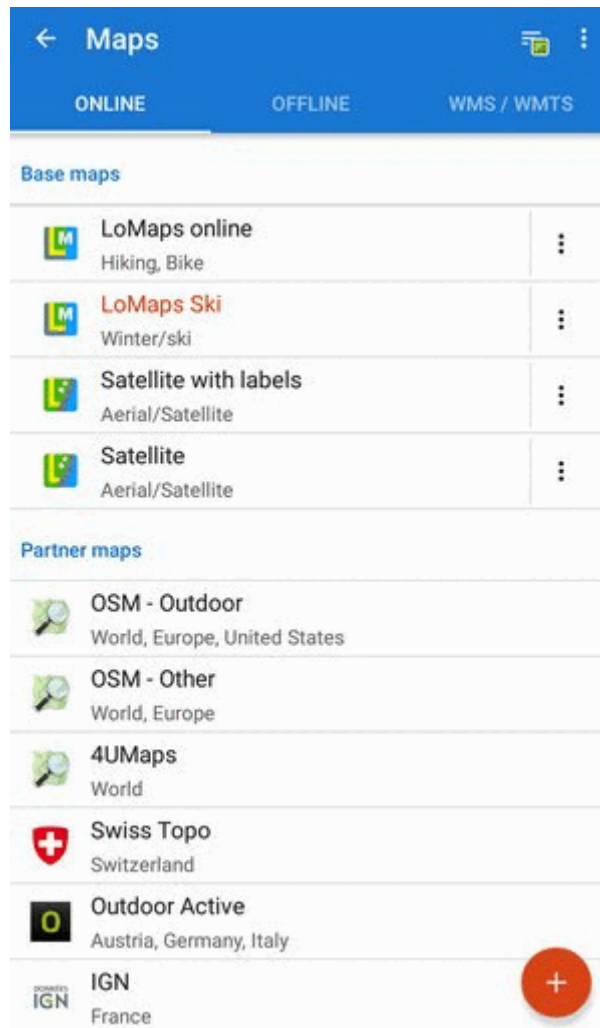 Maps
ONLINE OFFLINE WMS / WMTS
Base maps
LoMaps online
Hiking, Bike
LoMaps Ski
Winter/ski
Satellite with labels
Aerial/Satellite
Satellite
Aerial/Satellite
Partner maps
OSM - Outdoor
World, Europe, United States
OSM - Other
World, Europe
4UMaps
World
Swiss Topo
Switzerland
Outdoor Active
Austria, Germany, Italy
IGN
IGN
France